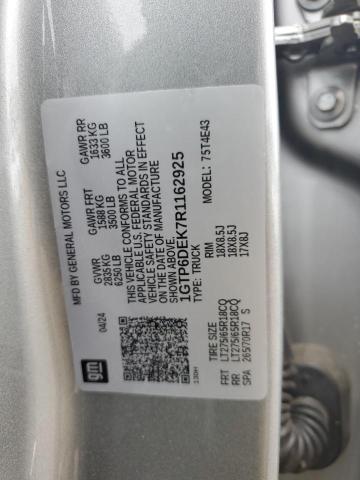 MFD BY GENERAL MOTORS LLC
04/24
GVWR GAWR FRT GAWR RR
2835 KG 1588 KG 1633 KG
6250 LB 3500 LB 3600 LB
THIS VEHICLE CONFORMS TO ALL
APPLICABLE U.S. FEDERAL MOTOR
VEHICLE SAFETY STANDARDS IN EFFECT
ON THE DATE OF MANUFACTURE
SHOWN ABOVE.
1GTP6DEK7R1162925
TYPE: TRUCK MODEL: 75T4E43
TIRE SIZE RIM
FRT LT275/65R18CQ 18X8.5J
RR LT275/65R18CQ 18X8.5J
SPA 265/70R17 S 17X8J
gm